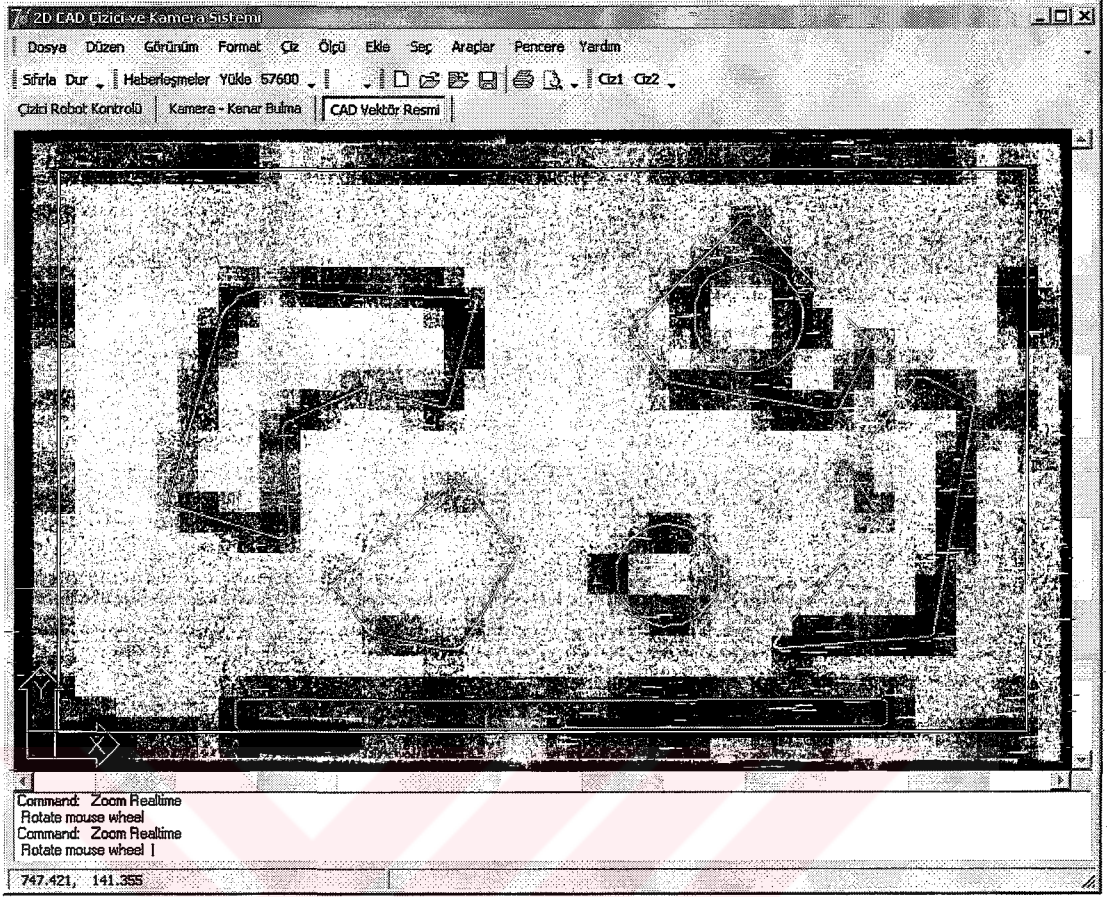 2D CAD Çizici ve Kamera Sistemi
Dosya Düzen Görünüm Format Çiz Ölçü Ekle Seç Araçlar Pencere Yardım
Sıfırla Dur Haberleşmeler Yükle 57600 Ciz1 Ciz2
Çizici Robot Kontrolü Kamera - Kenar Bulma CAD Vektör Resmi
Y
X
Command: Zoom Realtime
Rotate mouse wheel
Command: Zoom Realtime
Rotate mouse wheel
747.421, 141.355